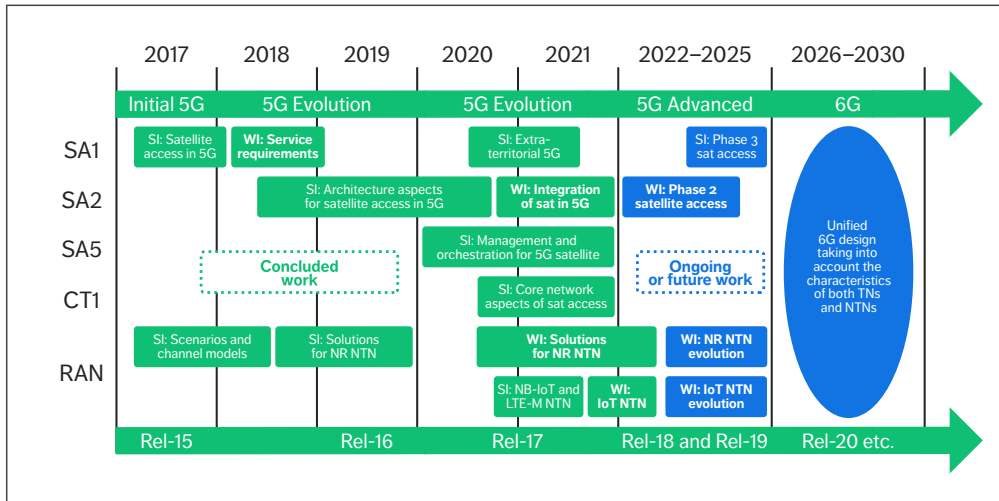 2017
2018
2019
2020
2021
2022–2025
2026–2030
Initial 5G
5G Evolution
5G Evolution
5G Advanced
6G
SA1
SI: Satellite
access in 5G
WI: Service
requirements
SI: Extra-
territorial 5G
SI: Phase 3
sat access
SA2
SI: Architecture aspects
for satellite access in 5G
WI: Integration
of sat in 5G
WI: Phase 2
satellite access
SA5
SI: Management and
orchestration for 5G satellite
Concluded
work
Ongoing
or future work
Unified
6G design
taking into
account the
characteristics
of both TNs
and NTNs
CT1
SI: Core network
aspects of sat access
RAN
SI: Scenarios and
channel models
SI: Solutions
for NR NTN
WI: Solutions
for NR NTN
WI: NR NTN
evolution
SI: NB-IoT and
LTE-M NTN
WI:
IoT NTN
WI: IoT NTN
evolution
Rel-15
Rel-16
Rel-17
Rel-18 and Rel-19
Rel-20 etc.